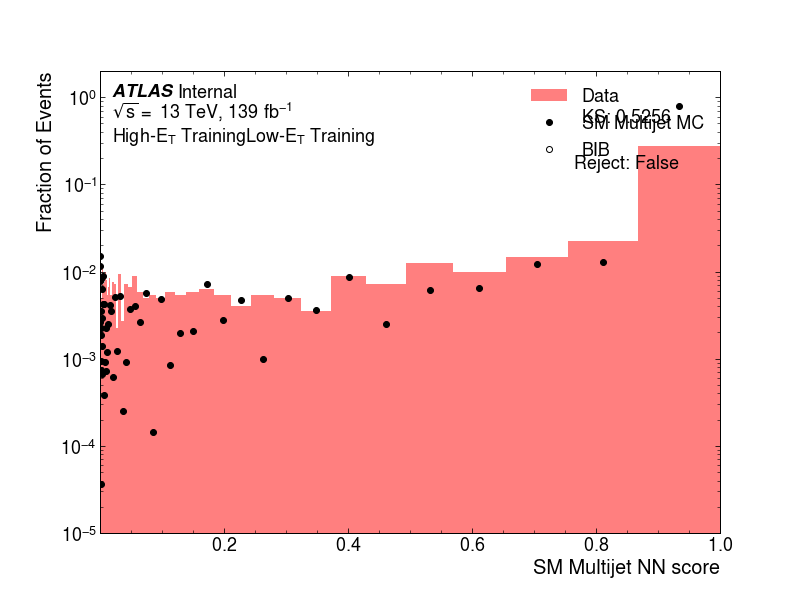 ATLAS Internal
√s = 13 TeV, 139 fb⁻¹
High-E_T TrainingLow-E_T Training
Data
KS: 0.5256
SM Multijet MC
BIB
Reject: False
Fraction of Events
10⁰
10⁻¹
10⁻²
10⁻³
10⁻⁴
10⁻⁵
0.2 0.4 0.6 0.8 1.0
SM Multijet NN score